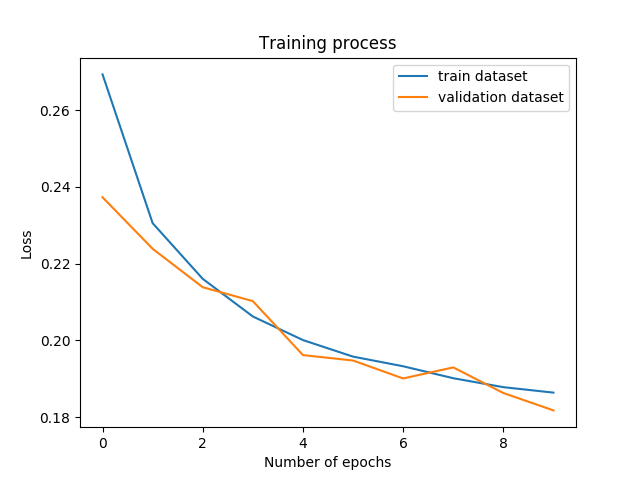 Training process
train dataset
validation dataset
0.26
0.24
0.22
0.20
0.18
Loss
0 2 4 6 8
Number of epochs